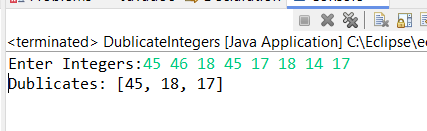 <terminated> DublicateIntegers [Java Application] C:\Eclipse\e
Enter Integers:45 46 18 45 17 18 14 17
Dublicates: [45, 18, 17]